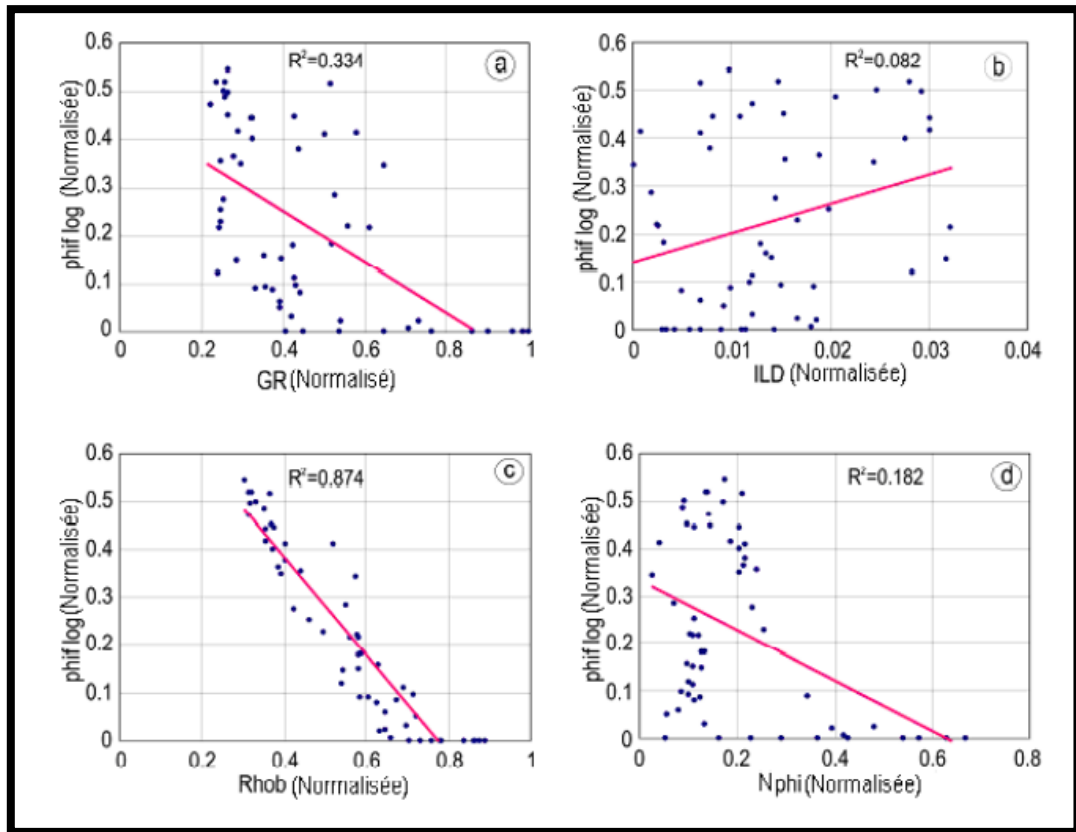 0.6
0.5
0.4
0.3
0.2
0.1
0
phif log (Normalisée)
R²=0.334
a
0 0.2 0.4 0.6 0.8 1
GR (Normalisé)
0.6
0.5
0.4
0.3
0.2
0.1
0
phif log (Normalisée)
R²=0.082
b
0 0.01 0.02 0.03 0.04
ILD (Normalisée)
0.6
0.5
0.4
0.3
0.2
0.1
0
phif log (Normalisée)
R²=0.874
c
0 0.2 0.4 0.6 0.8 1
Rhob (Normalisée)
0.6
0.5
0.4
0.3
0.2
0.1
0
phif log (Normalisée)
R²=0.182
d
0 0.2 0.4 0.6 0.8
Nphi (Normalisée)